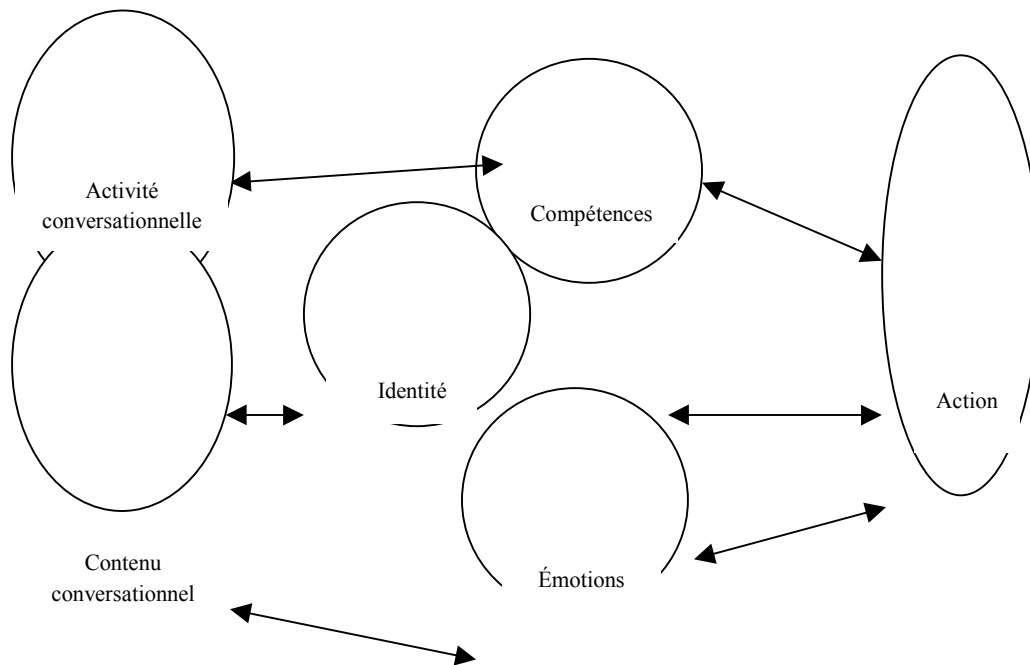 Activité
conversationnelle
Compétences
Identité
Action
Contenu
conversationnel
Émotions